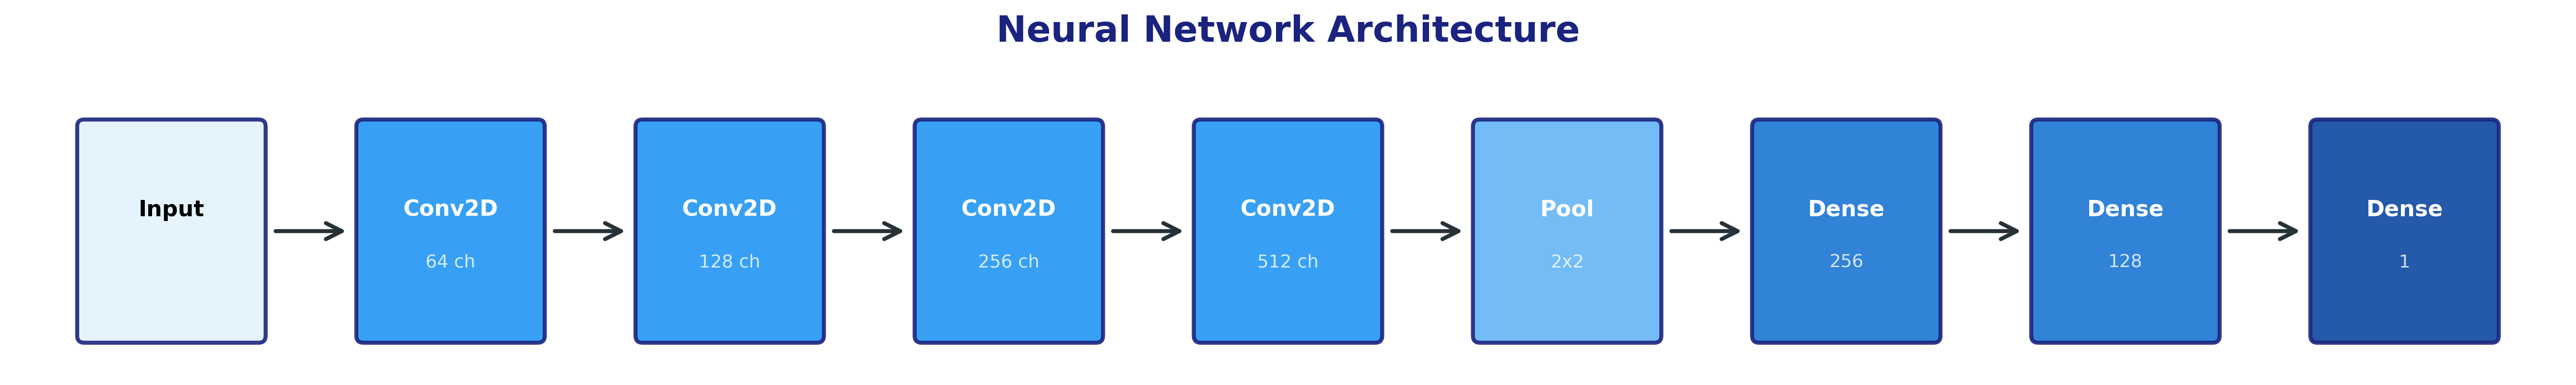 Neural Network Architecture
Input
Conv2D
64 ch
Conv2D
128 ch
Conv2D
256 ch
Conv2D
512 ch
Pool
2x2
Dense
256
Dense
128
Dense
1